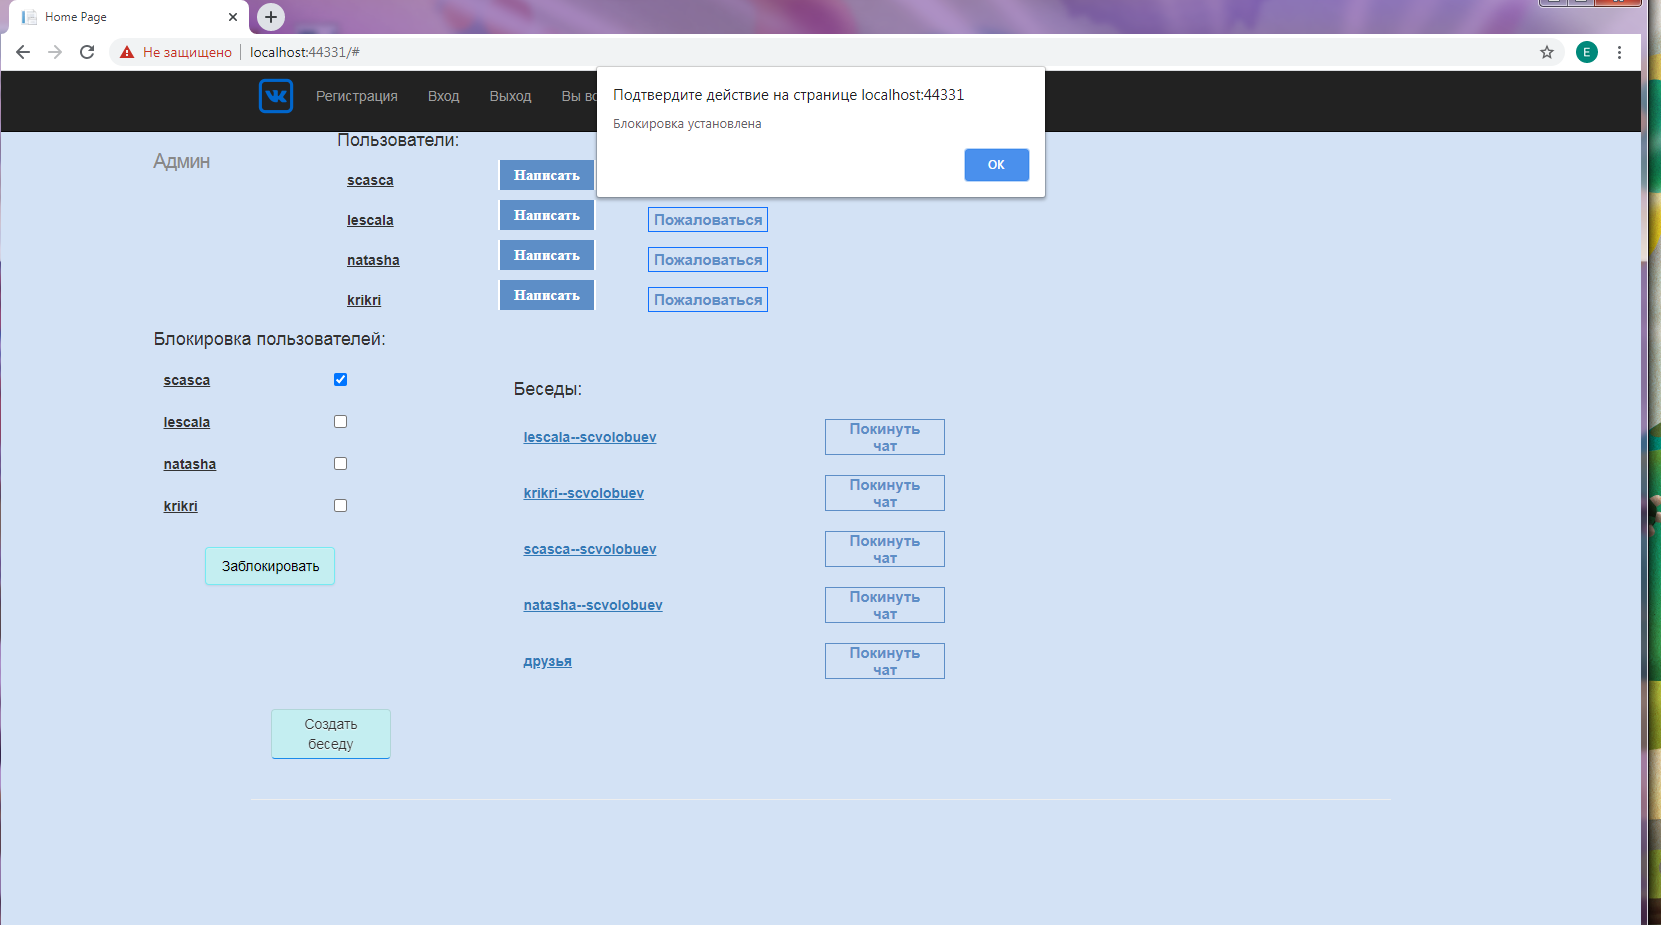 Home Page
Не защищено
localhost:44331/#
E
Регистрация
Вход
Выход
Вы
Подтвердите действие на странице localhost:44331
Блокировка установлена
ОК
Админ
Пользователи:
scasca
Написать
lescala
Написать
Пожаловаться
natasha
Написать
Пожаловаться
krikri
Написать
Пожаловаться
Блокировка пользователей:
scasca
lescala
natasha
krikri
Заблокировать
Беседы:
lescala--scvolobuev
Покинуть
чат
krikri--scvolobuev
Покинуть
чат
scasca--scvolobuev
Покинуть
чат
natasha--scvolobuev
Покинуть
чат
друзья
Покинуть
чат
Создать
беседу